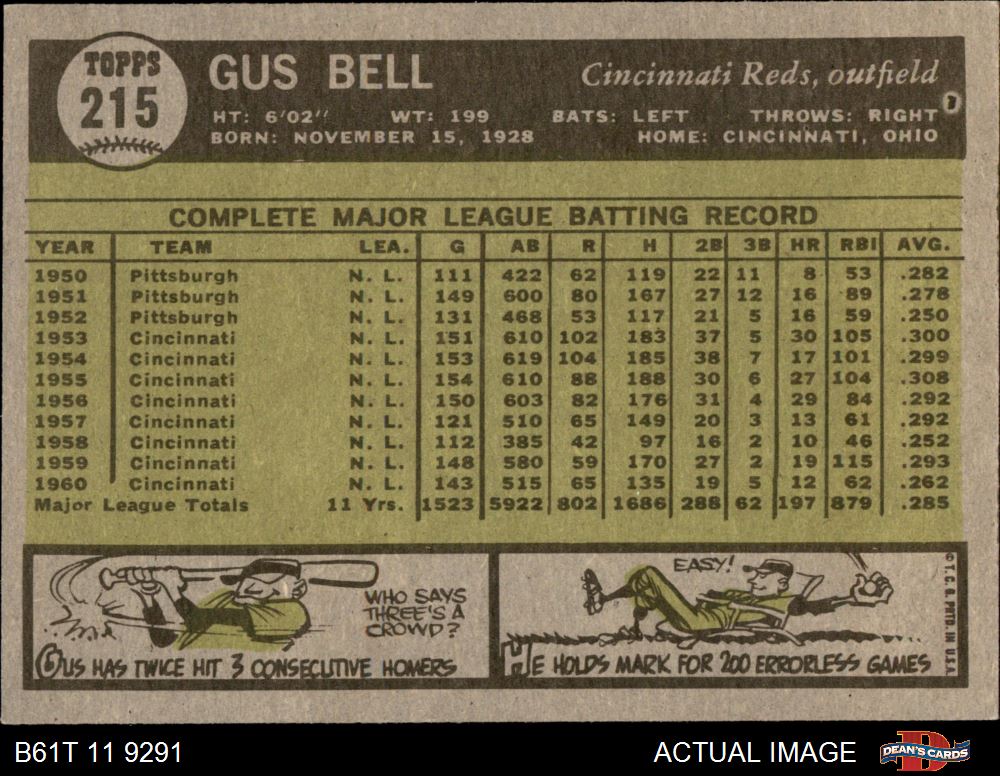 TOPPS
215
GUS BELL
Cincinnati Reds, outfield
HT: 6'02" WT: 199 BATS: LEFT THROWS: RIGHT
BORN: NOVEMBER 15, 1928 HOME: CINCINNATI, OHIO
COMPLETE MAJOR LEAGUE BATTING RECORD
YEAR TEAM LEA. G AB R H 2B 3B HR RBI AVG.
1950 Pittsburgh N. L. 111 422 62 119 22 11 8 53 .282
1951 Pittsburgh N. L. 149 600 80 167 27 12 16 89 .278
1952 Pittsburgh N. L. 131 468 53 117 21 5 16 59 .250
1953 Cincinnati N. L. 151 610 102 183 37 5 30 105 .300
1954 Cincinnati N. L. 153 619 104 185 38 7 17 101 .299
1955 Cincinnati N. L. 154 610 88 188 30 6 27 104 .308
1956 Cincinnati N. L. 150 603 82 176 31 4 29 84 .292
1957 Cincinnati N. L. 121 510 65 149 20 3 13 61 .292
1958 Cincinnati N. L. 112 385 42 97 16 2 10 46 .252
1959 Cincinnati N. L. 148 580 59 170 27 2 19 115 .293
1960 Cincinnati N. L. 143 515 65 135 19 5 12 62 .262
Major League Totals 11 Yrs. 1523 5922 802 1686 288 62 197 879 .285
WHO SAYS
THREE'S A
CROWD?
GUS HAS TWICE HIT 3 CONSECUTIVE HOMERS
EASY!
HE HOLDS MARK FOR 200 ERRORLESS GAMES
© T. C. G. PRTD. IN U.S.A.
B61T 11 9291
ACTUAL IMAGE
DEAN'S CARDS